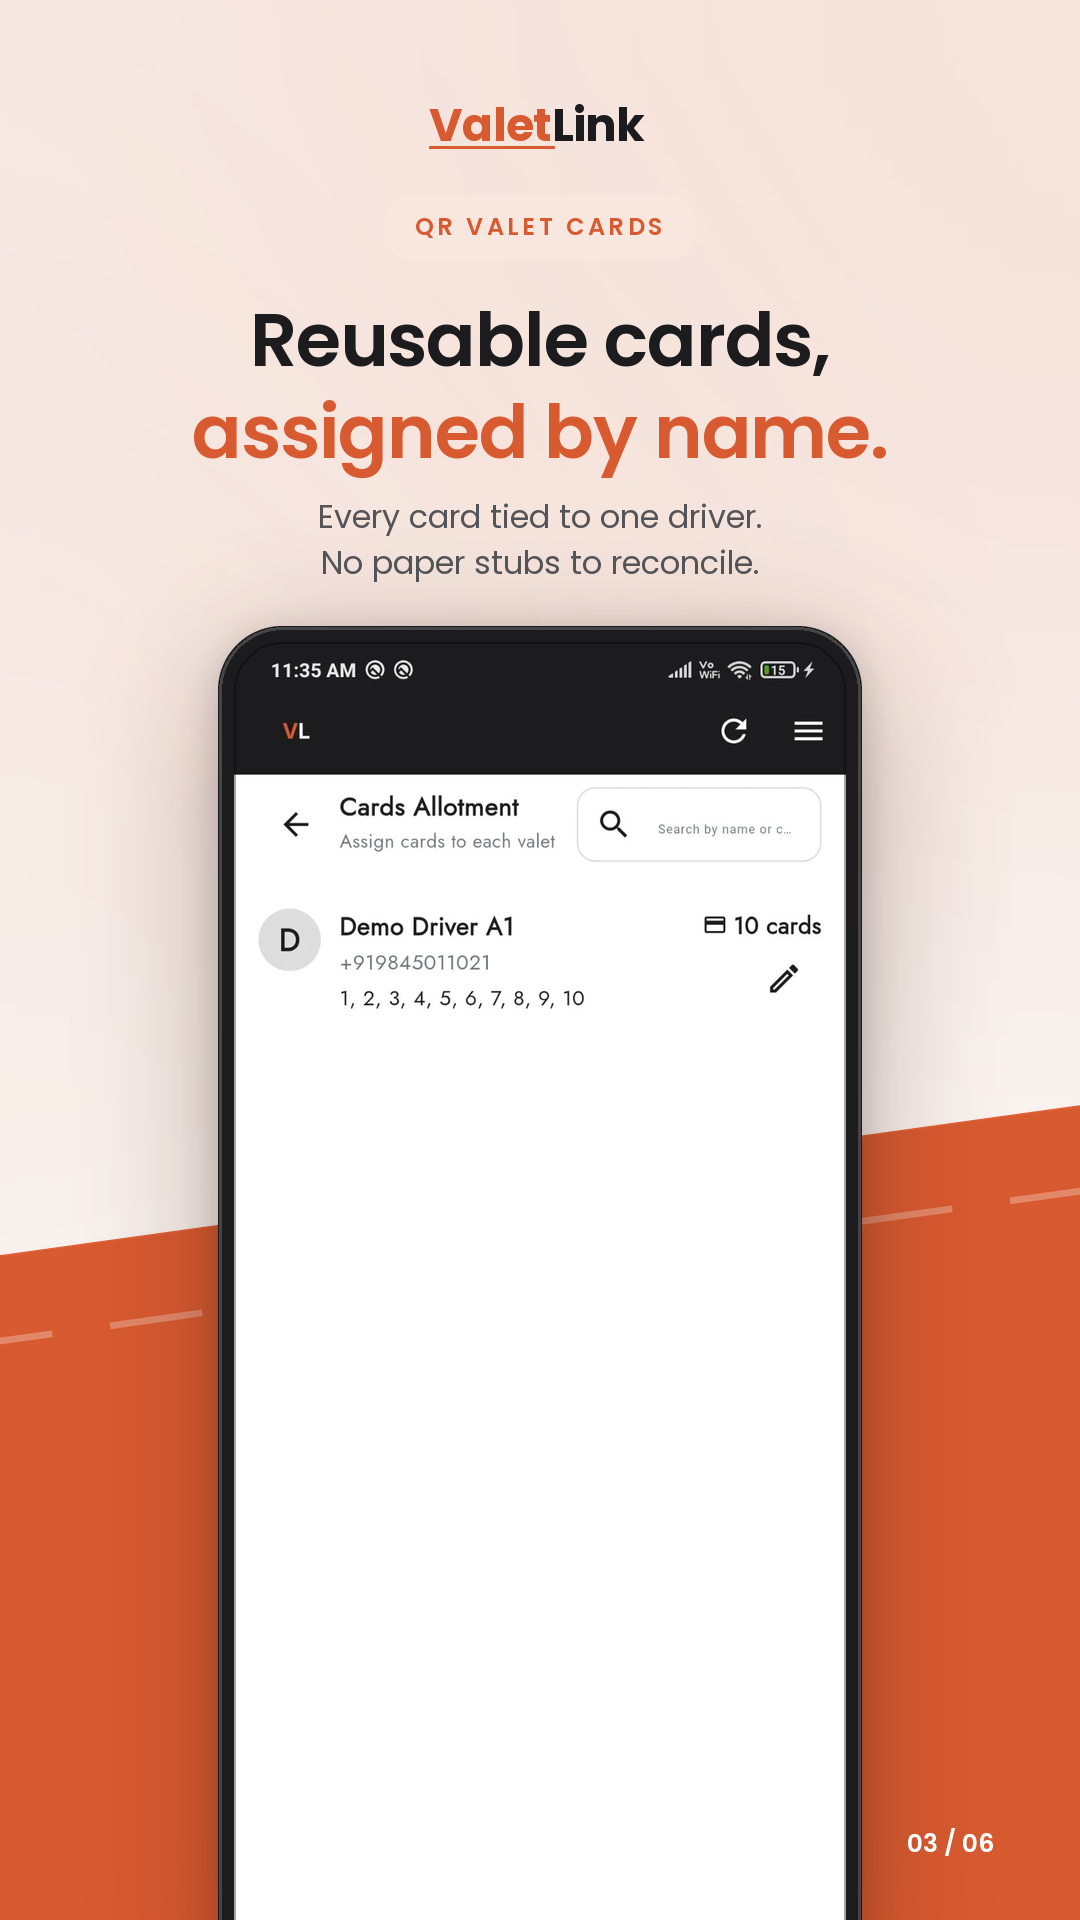 ValetLink
QR VALET CARDS
Reusable cards,
assigned by name.
Every card tied to one driver.
No paper stubs to reconcile.
11:35 AM
Vo WiFi
15
VL
Cards Allotment
Assign cards to each valet
Search by name or c...
D
Demo Driver A1
10 cards
+919845011021
1, 2, 3, 4, 5, 6, 7, 8, 9, 10
03 / 06